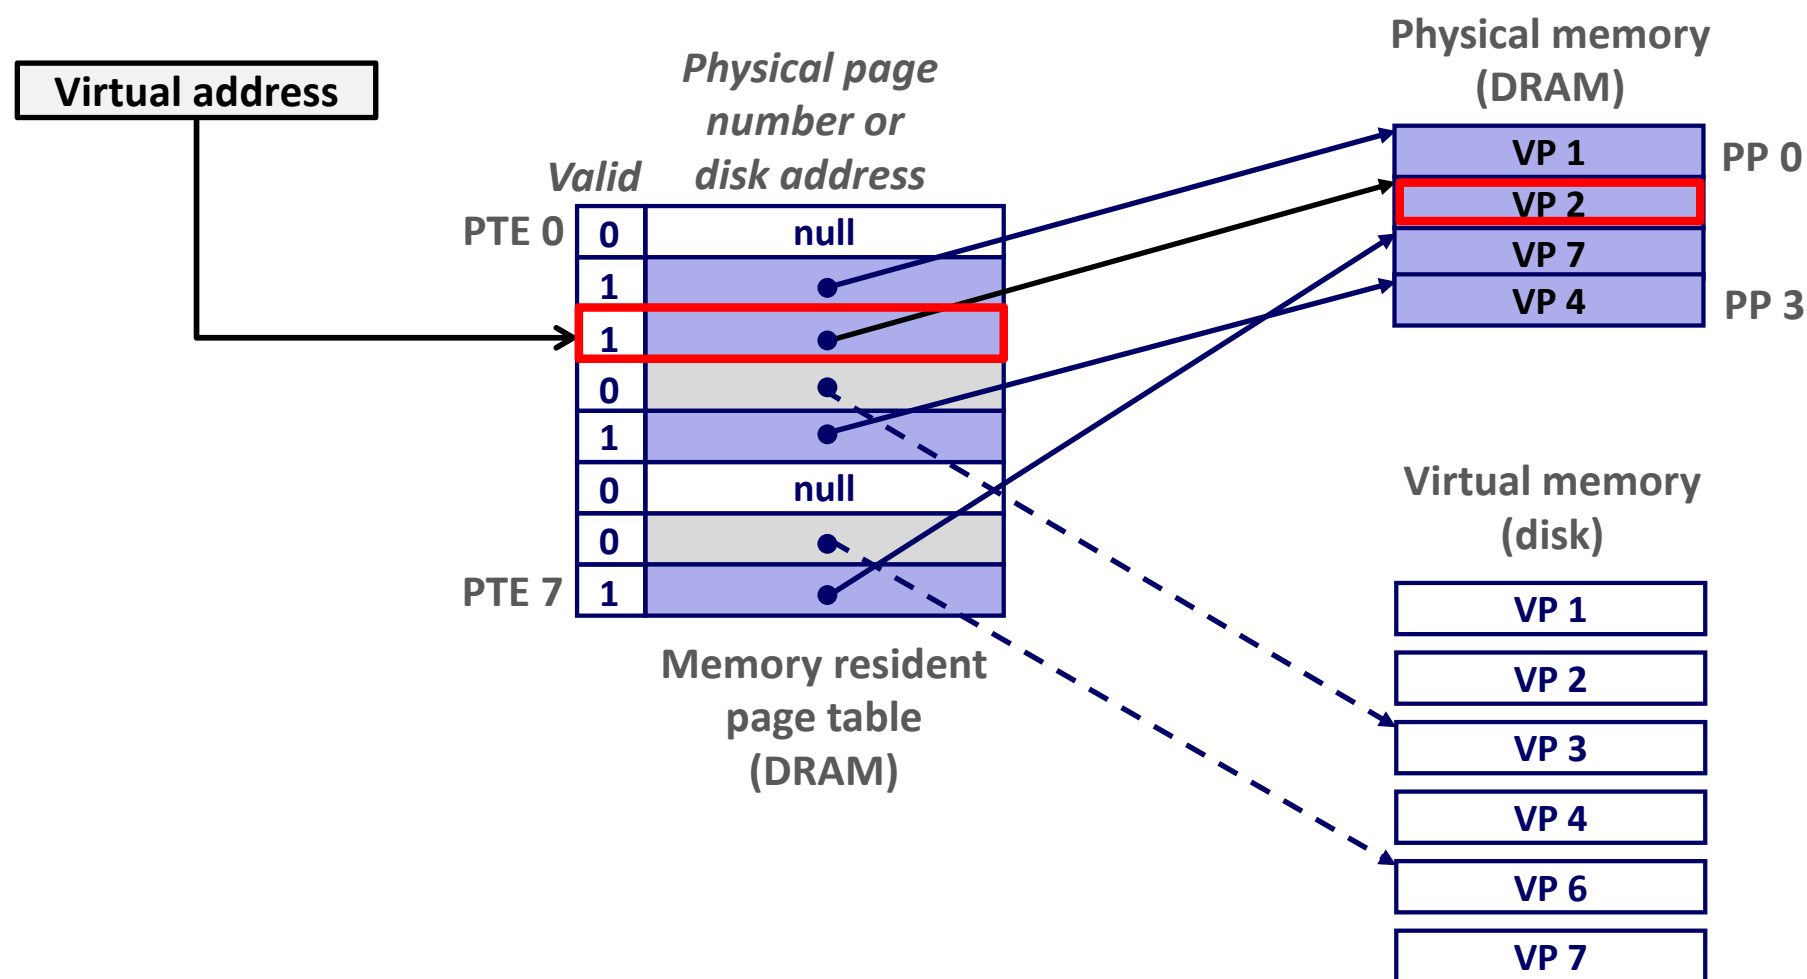 Virtual address
Physical page
number or
disk address
Valid
PTE 0
0 null
1
1
0
1
0 null
0
PTE 7 1
Memory resident
page table
(DRAM)
Physical memory
(DRAM)
VP 1 PP 0
VP 2
VP 7
VP 4 PP 3
Virtual memory
(disk)
VP 1
VP 2
VP 3
VP 4
VP 6
VP 7